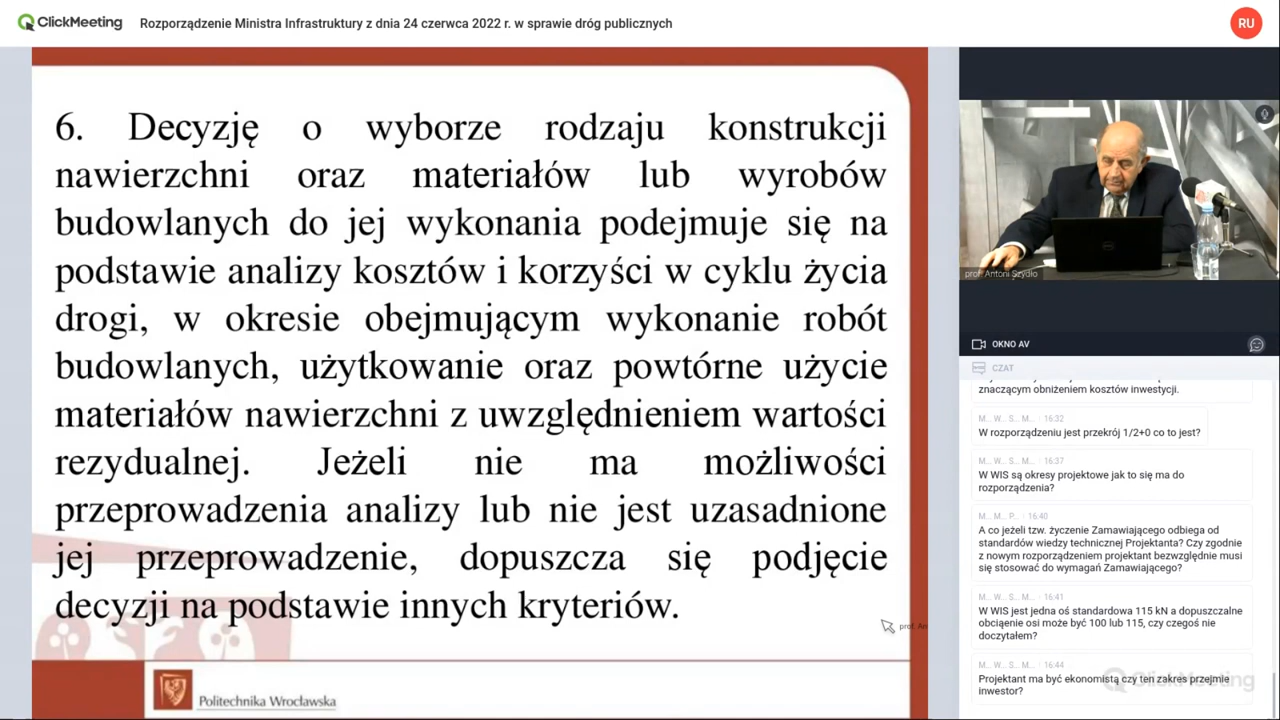 ClickMeeting
Rozporządzenie Ministra Infrastruktury z dnia 24 czerwca 2022 r. w sprawie dróg publicznych
RU
6. Decyzję o wyborze rodzaju konstrukcji
nawierzchni oraz materiałów lub wyrobów
budowlanych do jej wykonania podejmuje się na
podstawie analizy kosztów i korzyści w cyklu życia
drogi, w okresie obejmującym wykonanie robót
budowlanych, użytkowanie oraz powtórne użycie
materiałów nawierzchni z uwzględnieniem wartości
rezydualnej. Jeżeli nie ma możliwości
przeprowadzenia analizy lub nie jest uzasadnione
jej przeprowadzenie, dopuszcza się podjęcie
decyzji na podstawie innych kryteriów.
prof. An
Politechnika Wrocławska
prof. Antoni Szydło
OKNO AV
CZAT
znaczącym obniżeniem kosztów inwestycji.
M... W... S... M... 16:32
W rozporządzeniu jest przekrój 1/2+0 co to jest?
M... W... S... M... 16:37
W WIS są okresy projektowe jak to się ma do
rozporządzenia?
M... M... P... 16:40
A co jeżeli tzw. życzenie Zamawiającego odbiega od
standardów wiedzy technicznej Projektanta? Czy zgodnie
z nowym rozporządzeniem projektant bezwzględnie musi
się stosować do wymagań Zamawiającego?
M... W... S... M... 16:41
W WIS jest jedna oś standardowa 115 kN a dopuszczalne
obciąenie osi może być 100 lub 115, czy czegoś nie
doczytałem?
M... W... S... M... 16:44
Projektant ma być ekonomistą czy ten zakres przejmie
inwestor?
ClickMeeting